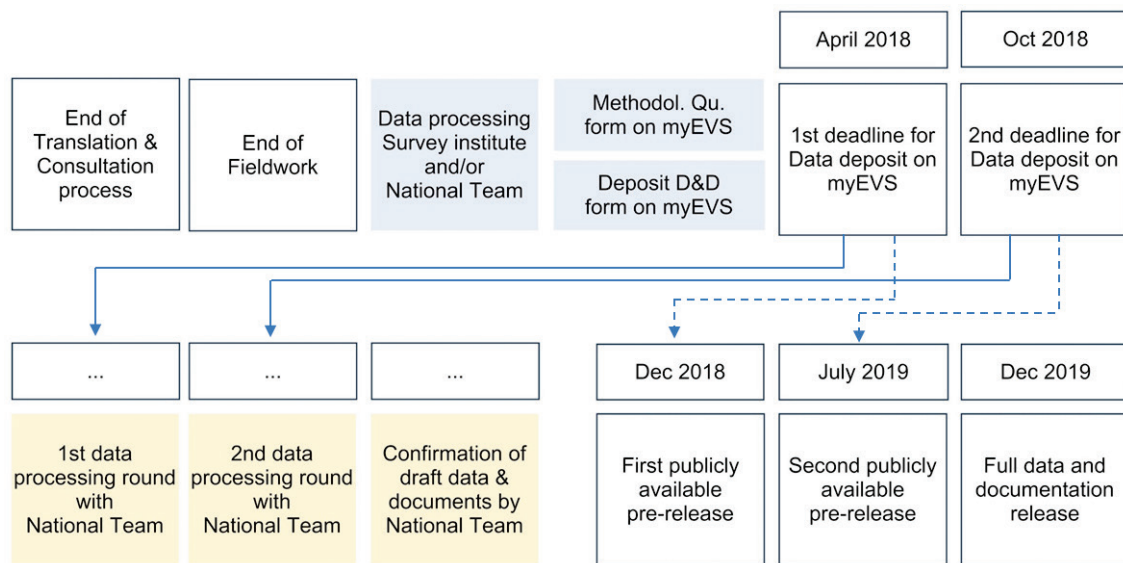 April 2018
Oct 2018
End of
Translation &
Consultation
process
End of
Fieldwork
Data processing
Survey institute
and/or
National Team
Methodol. Qu.
form on myEVS
Deposit D&D
form on myEVS
1st deadline for
Data deposit on
myEVS
2nd deadline for
Data deposit on
myEVS
...
...
...
Dec 2018
July 2019
Dec 2019
1st data
processing round
with
National Team
2nd data
processing round
with
National Team
Confirmation of
draft data &
documents by
National Team
First publicly
available
pre-release
Second publicly
available
pre-release
Full data and
documentation
release